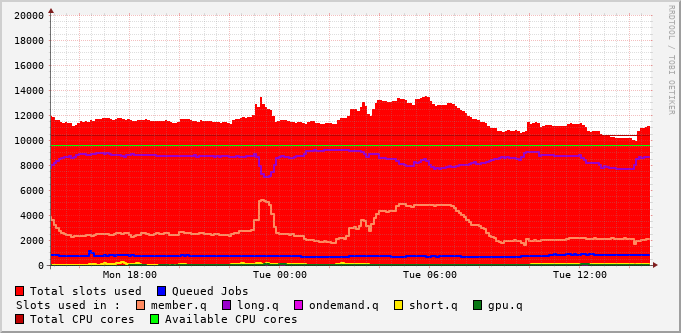 20000
18000
16000
14000
12000
10000
8000
6000
4000
2000
0
Mon 18:00 Tue 00:00 Tue 06:00 Tue 12:00
RRDTOOL / TOBI OETIKER
Total slots used Queued Jobs
Slots used in : member.q long.q ondemand.q short.q gpu.q
Total CPU cores Available CPU cores